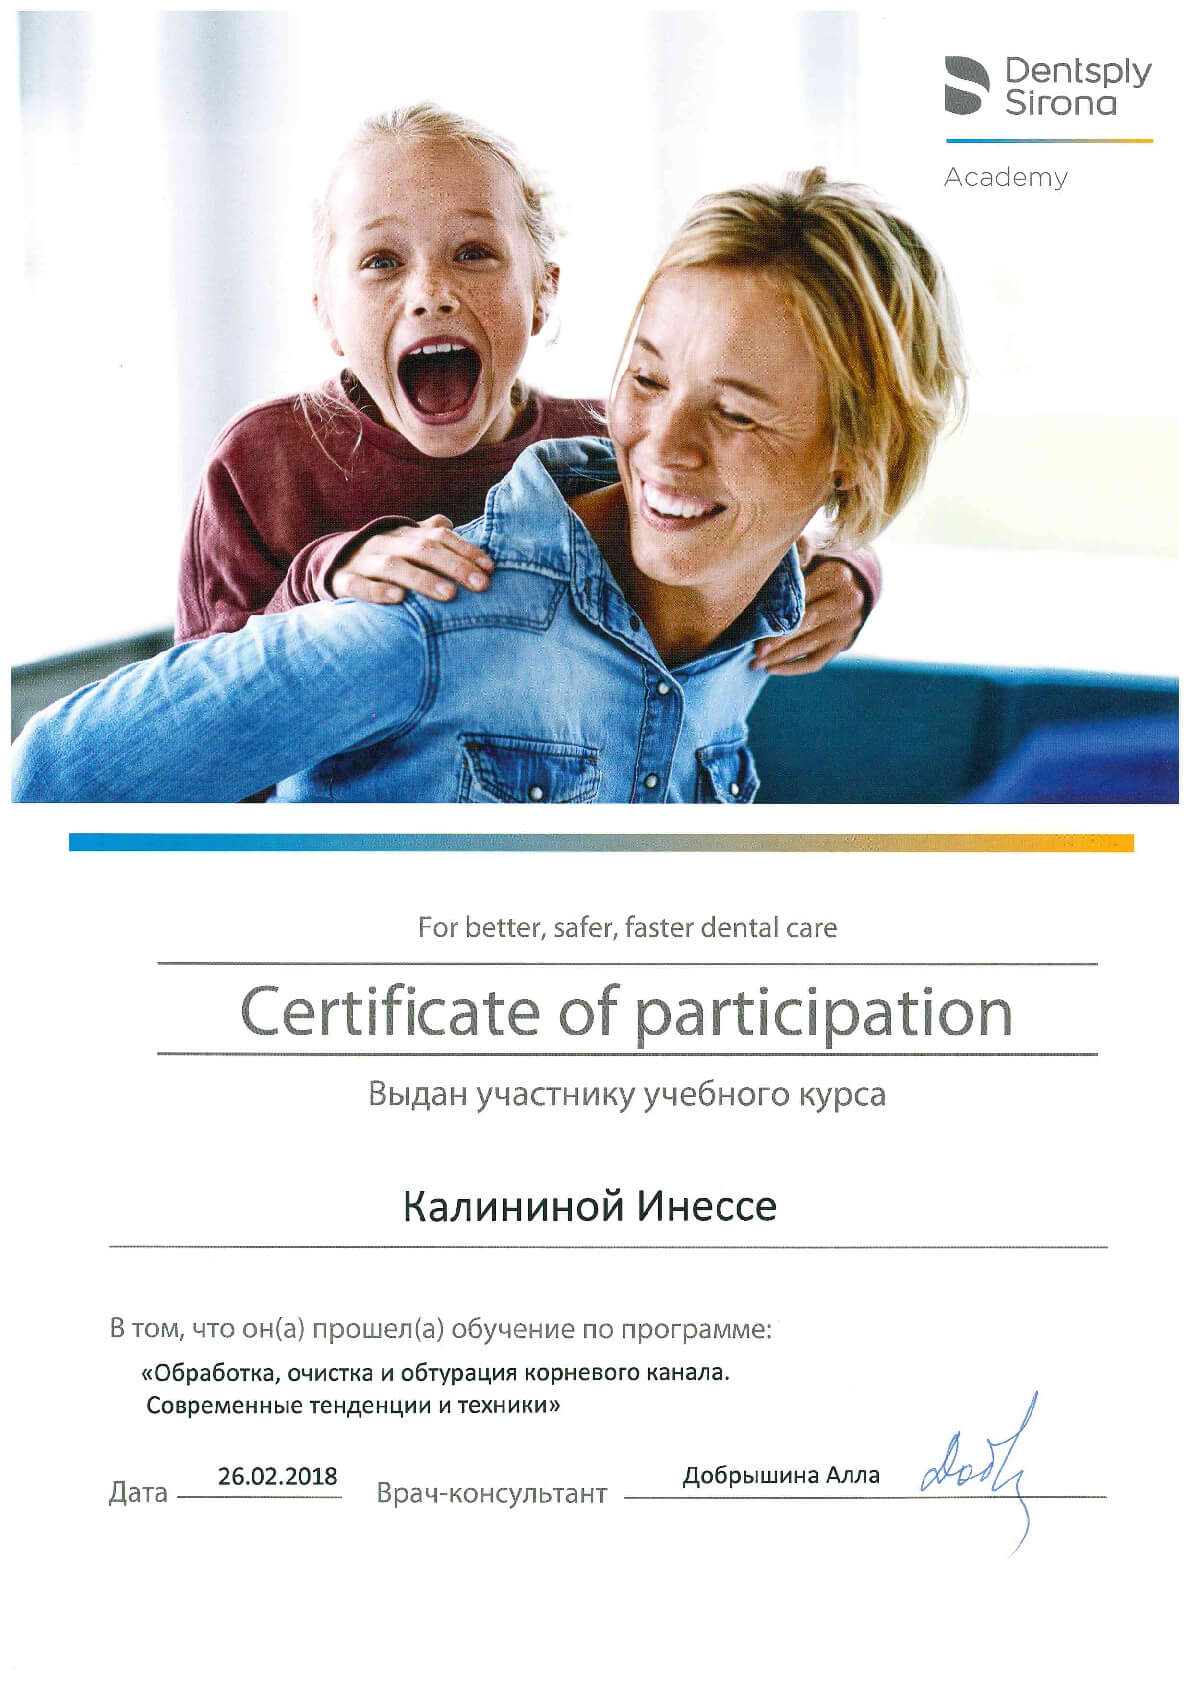 Dentsply
Sirona
Academy
For better, safer, faster dental care
Certificate of participation
Выдан участнику учебного курса
Калининой Инессе
В том, что он(а) прошел(а) обучение по программе:
«Обработка, очистка и обтурация корневого канала.
Современные тенденции и техники»
Дата 26.02.2018 Врач-консультант Добрышина Алла